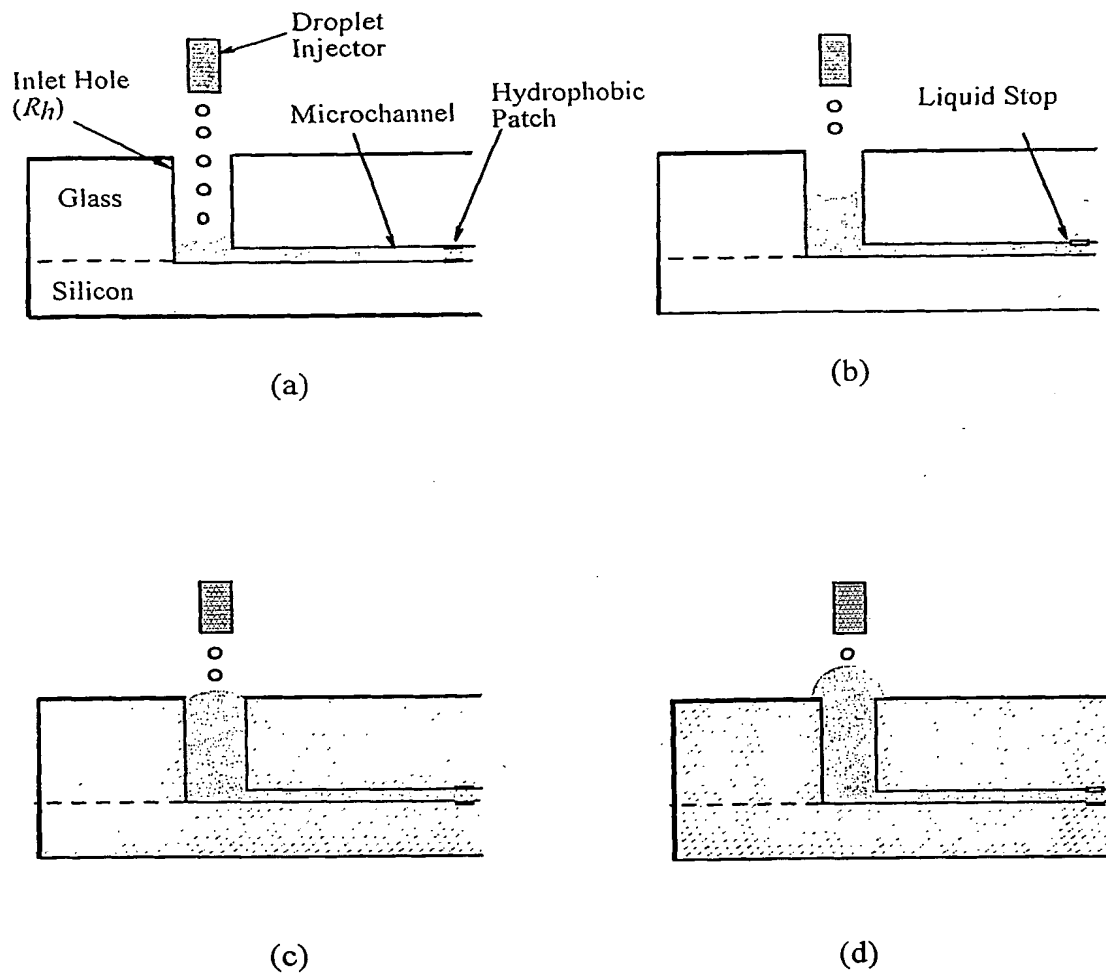 Droplet
Injector
Inlet Hole
(Rh)
Microchannel
Hydrophobic
Patch
Glass
Silicon
(a)
Liquid Stop
(b)
(c)
(d)